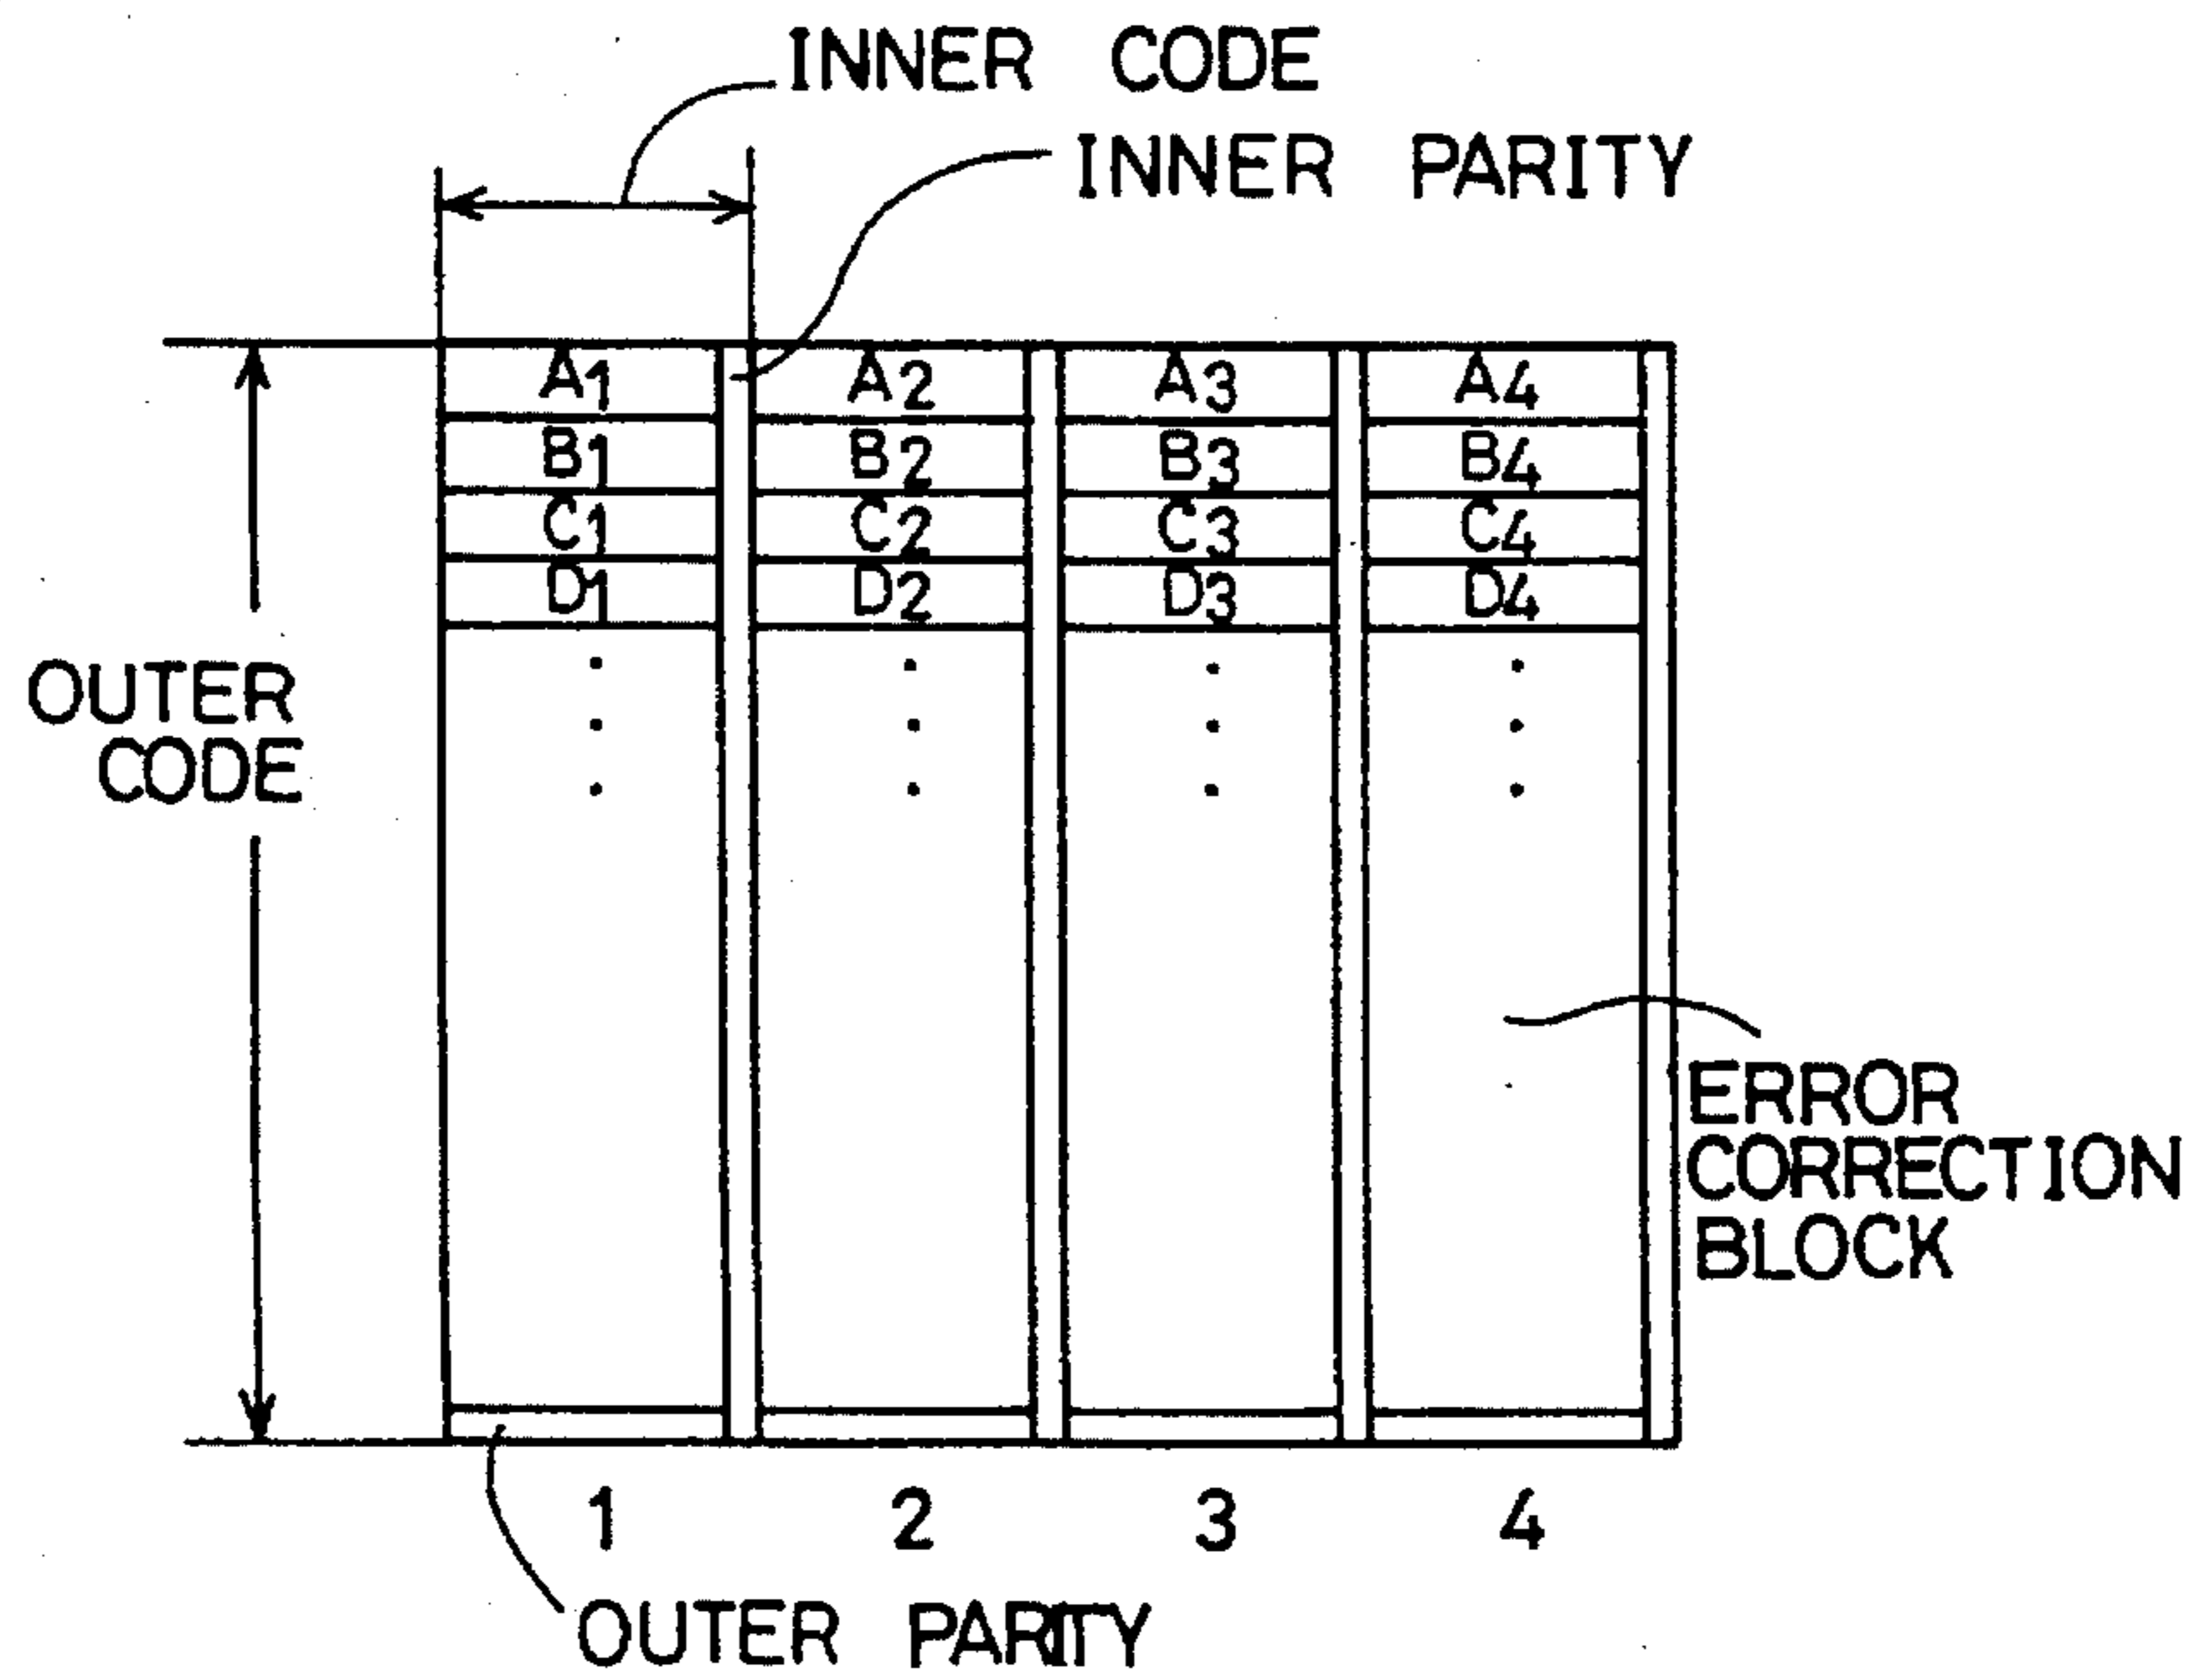 INNER CODE
INNER PARITY
A1 A2 A3 A4
B1 B2 B3 B4
C1 C2 C3 C4
D1 D2 D3 D4
OUTER
CODE
ERROR
CORRECTION
BLOCK
1 2 3 4
OUTER PARITY